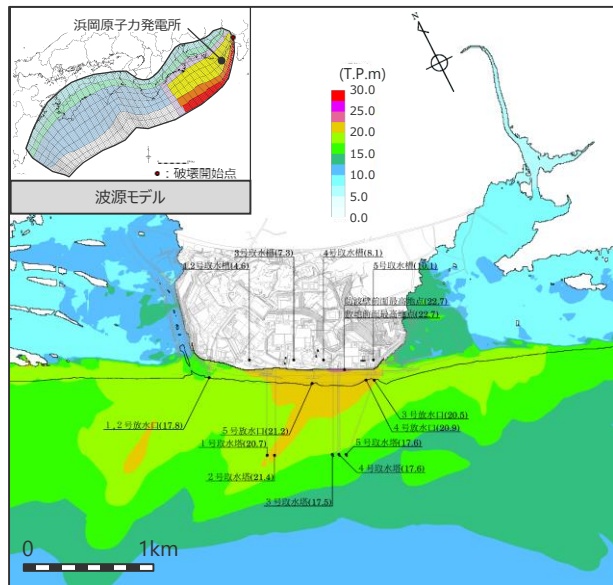 浜岡原子力発電所
●：破壊開始点
波源モデル
(T.P.m)
30.0
25.0
20.0
15.0
10.0
5.0
0.0
N
3号取水槽(7.3)
4号取水槽(8.1)
1,2号取水槽(4.6)
5号取水槽(10.1)
防波壁前面最高地点(22.7)
敷地前面最高地点(22.7)
1,2号放水口(17.8)
5号放水口(21.2)
3号放水口(20.5)
4号放水口(20.9)
1号取水塔(20.7)
5号取水塔(17.6)
2号取水塔(21.4)
4号取水塔(17.6)
3号取水塔(17.5)
0 1km